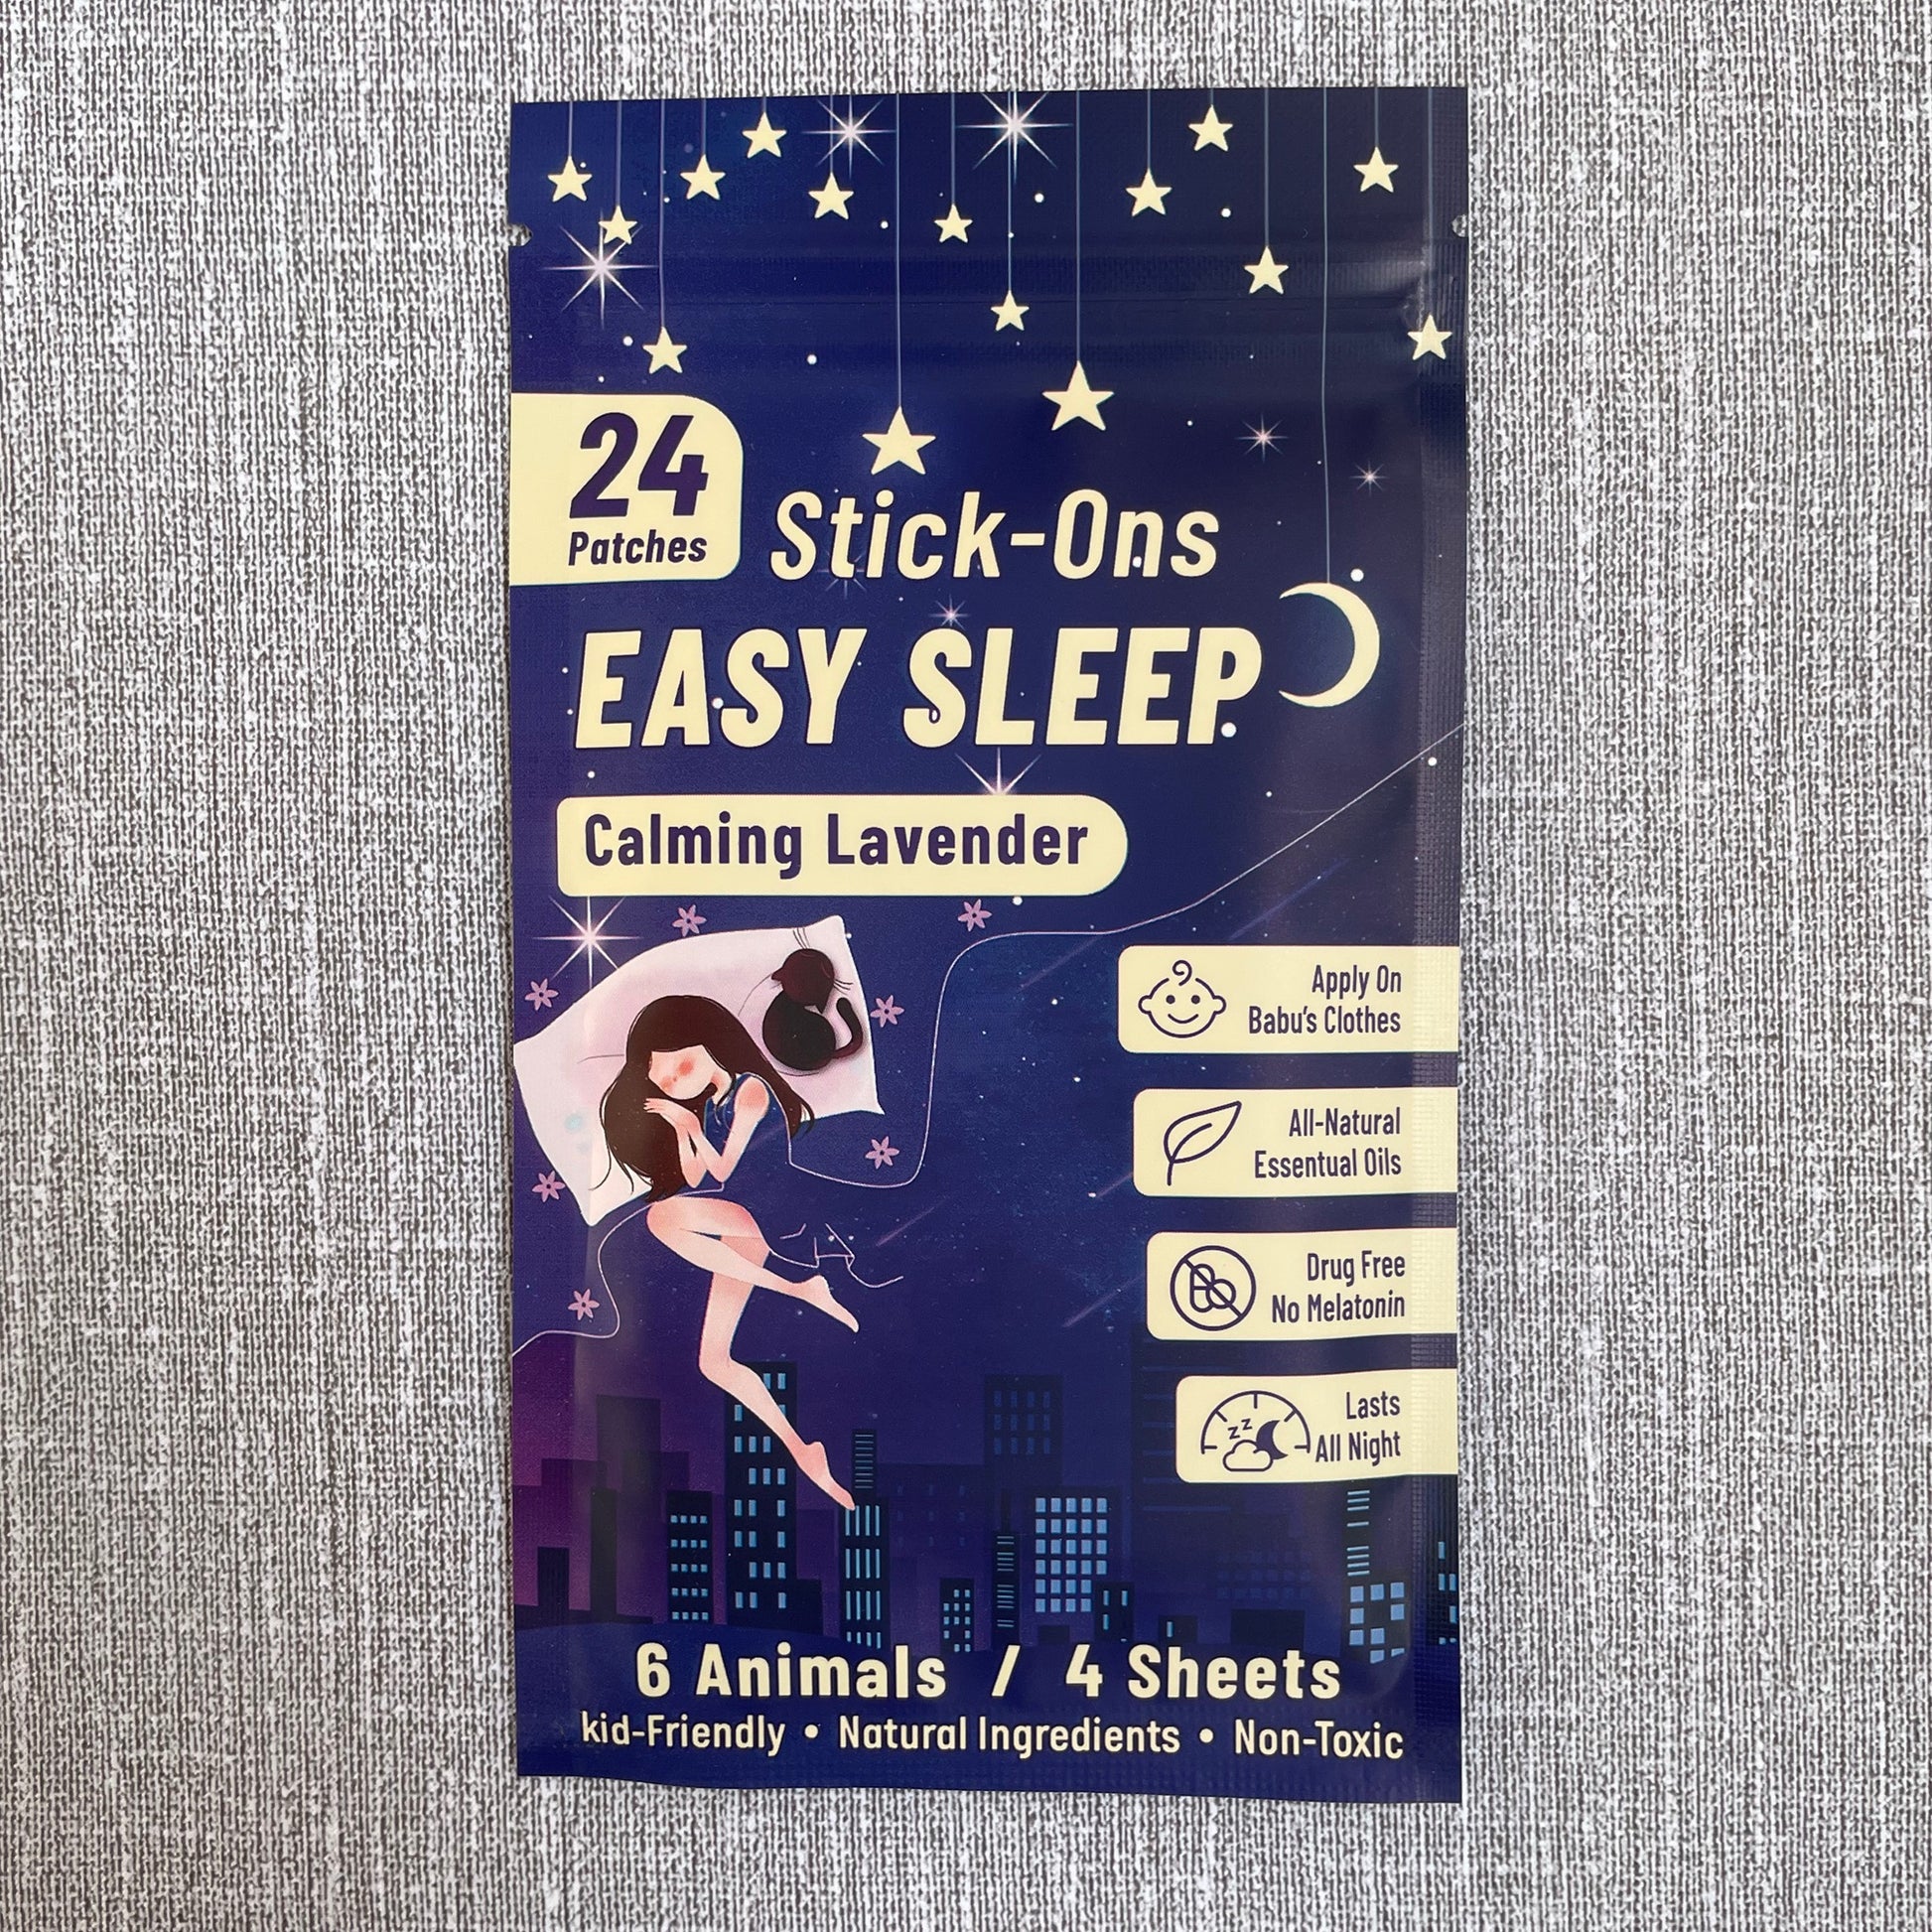 24
Patches
Stick-Ons
EASY SLEEP
Calming Lavender
Apply On
Babu's Clothes
All-Natural
Essentual Oils
Drug Free
No Melatonin
zz
Lasts
All Night
6 Animals / 4 Sheets
kid-Friendly • Natural Ingredients • Non-Toxic